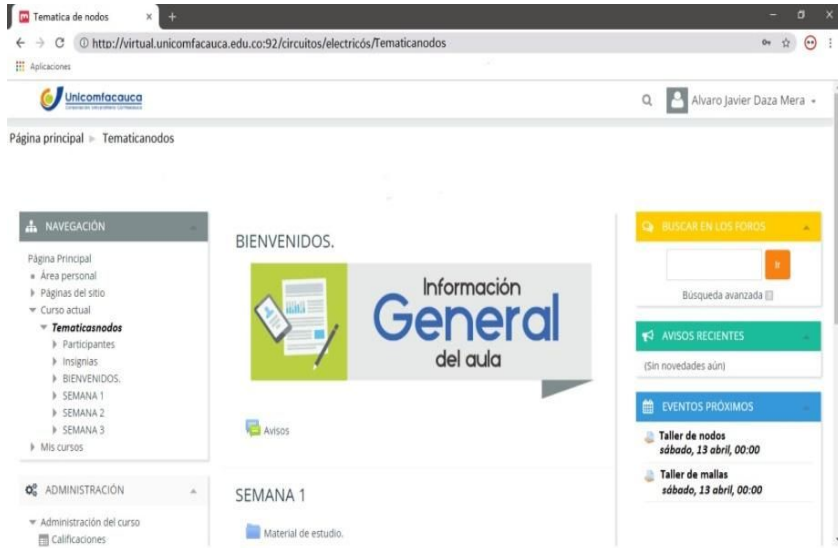 Tematica de nodos
http://virtual.unicomfacauca.edu.co:92/circuitos/electricós/Tematicanodos
Aplicaciones
Unicomfacauca
Alvaro Javier Daza Mera
Página principal Tematicanodos
NAVEGACIÓN
Página Principal
Área personal
Páginas del sitio
Curso actual
Tematicasnodos
Participantes
Insignias
BIENVENIDOS.
SEMANA 1
SEMANA 2
SEMANA 3
Mis cursos
ADMINISTRACIÓN
Administración del curso
Calificaciones
BIENVENIDOS.
Información
General
del aula
Avisos
SEMANA 1
Material de estudio.
BUSCAR EN LOS FOROS
Ir
Búsqueda avanzada
AVISOS RECIENTES
(Sin novedades aún)
EVENTOS PRÓXIMOS
Taller de nodos
sábado, 13 abril, 00:00
Taller de mallas
sábado, 13 abril, 00:00